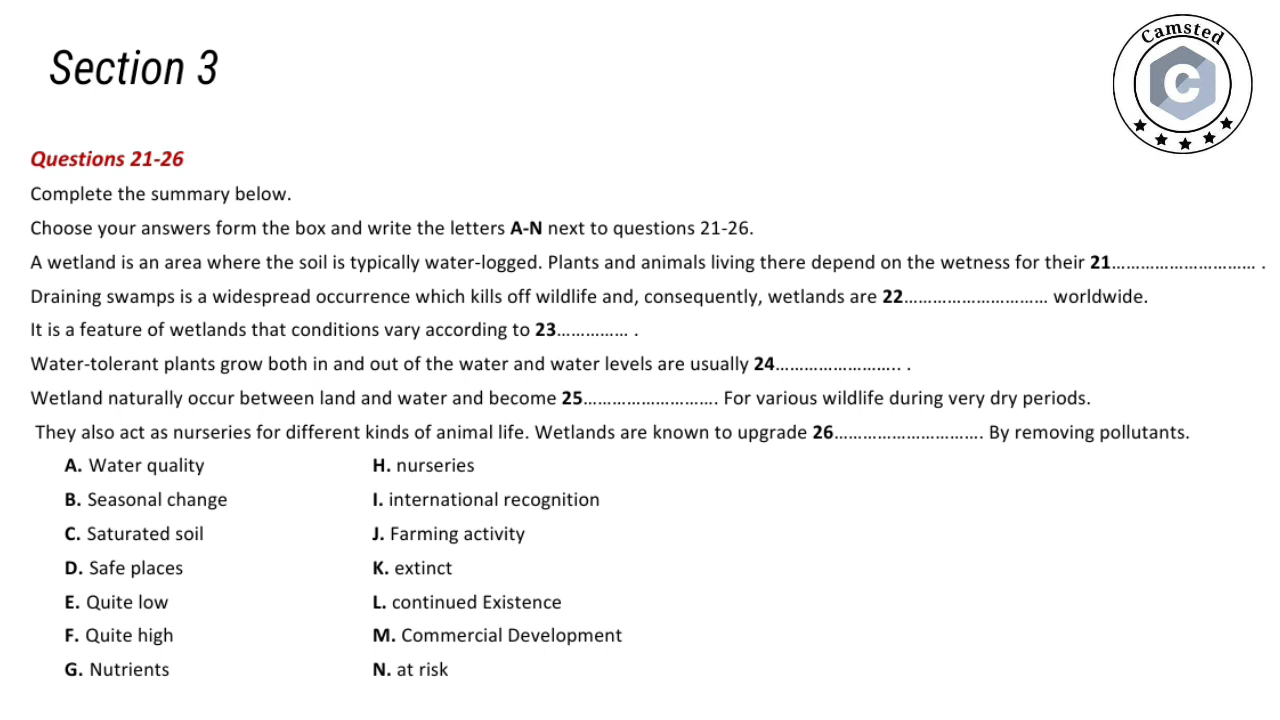 Camsted
C
Section 3
Questions 21-26
Complete the summary below.
Choose your answers form the box and write the letters A-N next to questions 21-26.
A wetland is an area where the soil is typically water-logged. Plants and animals living there depend on the wetness for their 21………………………… .
Draining swamps is a widespread occurrence which kills off wildlife and, consequently, wetlands are 22………………………… worldwide.
It is a feature of wetlands that conditions vary according to 23…………… .
Water-tolerant plants grow both in and out of the water and water levels are usually 24…………………….. .
Wetland naturally occur between land and water and become 25………………………. For various wildlife during very dry periods.
They also act as nurseries for different kinds of animal life. Wetlands are known to upgrade 26…………………………. By removing pollutants.
A. Water quality H. nurseries
B. Seasonal change I. international recognition
C. Saturated soil J. Farming activity
D. Safe places K. extinct
E. Quite low L. continued Existence
F. Quite high M. Commercial Development
G. Nutrients N. at risk